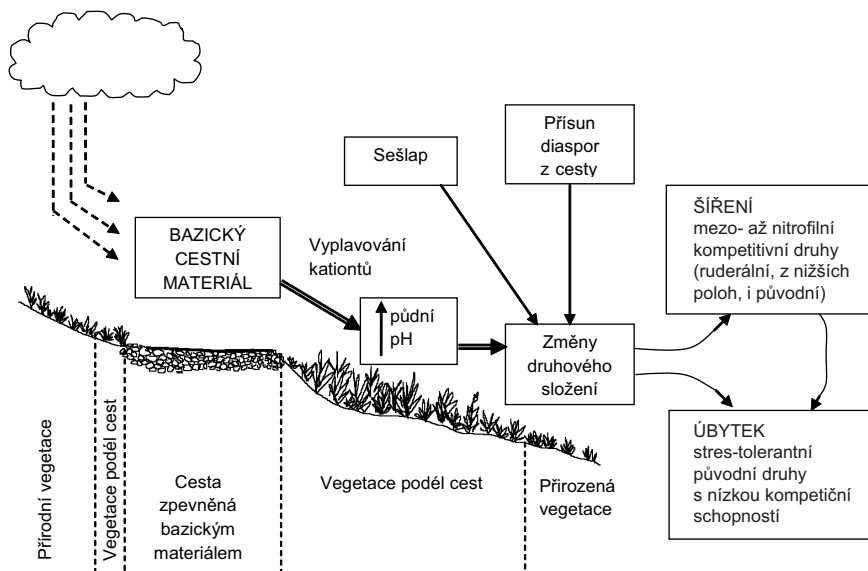 Sešlap
Přísun
diaspor
z cesty
BAZICKÝ
CESTNÍ
MATERIÁL
Vyplavování
kationtů
půdní
pH
Změny
druhového
složení
ŠÍŘENÍ
mezo- až nitrofilní
kompetitivní druhy
(ruderální, z nižších
poloh, i původní)
ÚBYTEK
stres-tolerantní
původní druhy
s nízkou kompetiční
schopností
Přírodní vegetace
Vegetace podél cest
Cesta
zpevněná
bazickým
materiálem
Vegetace podél cest
Přirozená
vegetace